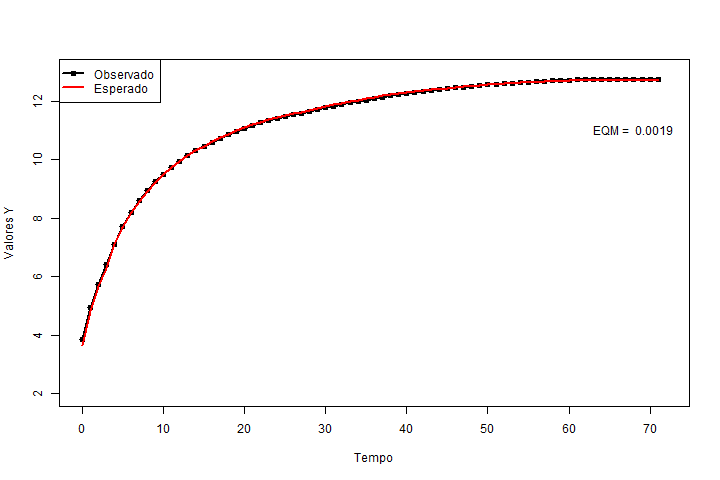 Observado
Esperado
EQM = 0.0019
Valores Y
12
10
8
6
4
2
0 10 20 30 40 50 60 70
Tempo